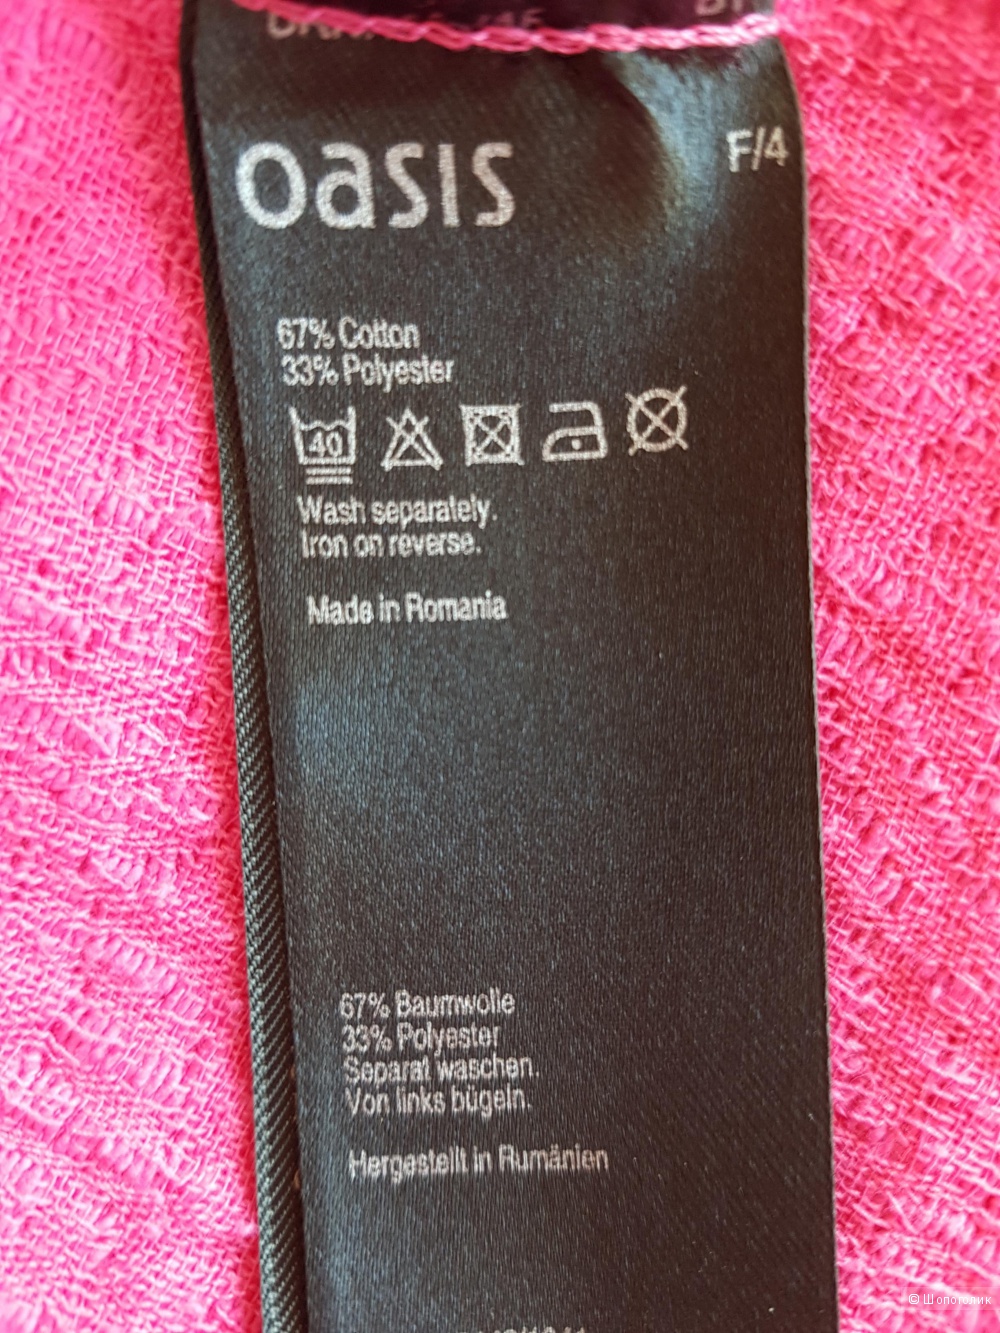 oasis
F/4
67% Cotton
33% Polyester
40
Wash separately.
Iron on reverse.
Made in Romania
67% Baumwolle
33% Polyester
Separat waschen.
Von links bügeln.
Hergestellt in Rumänien
© Шопоголик